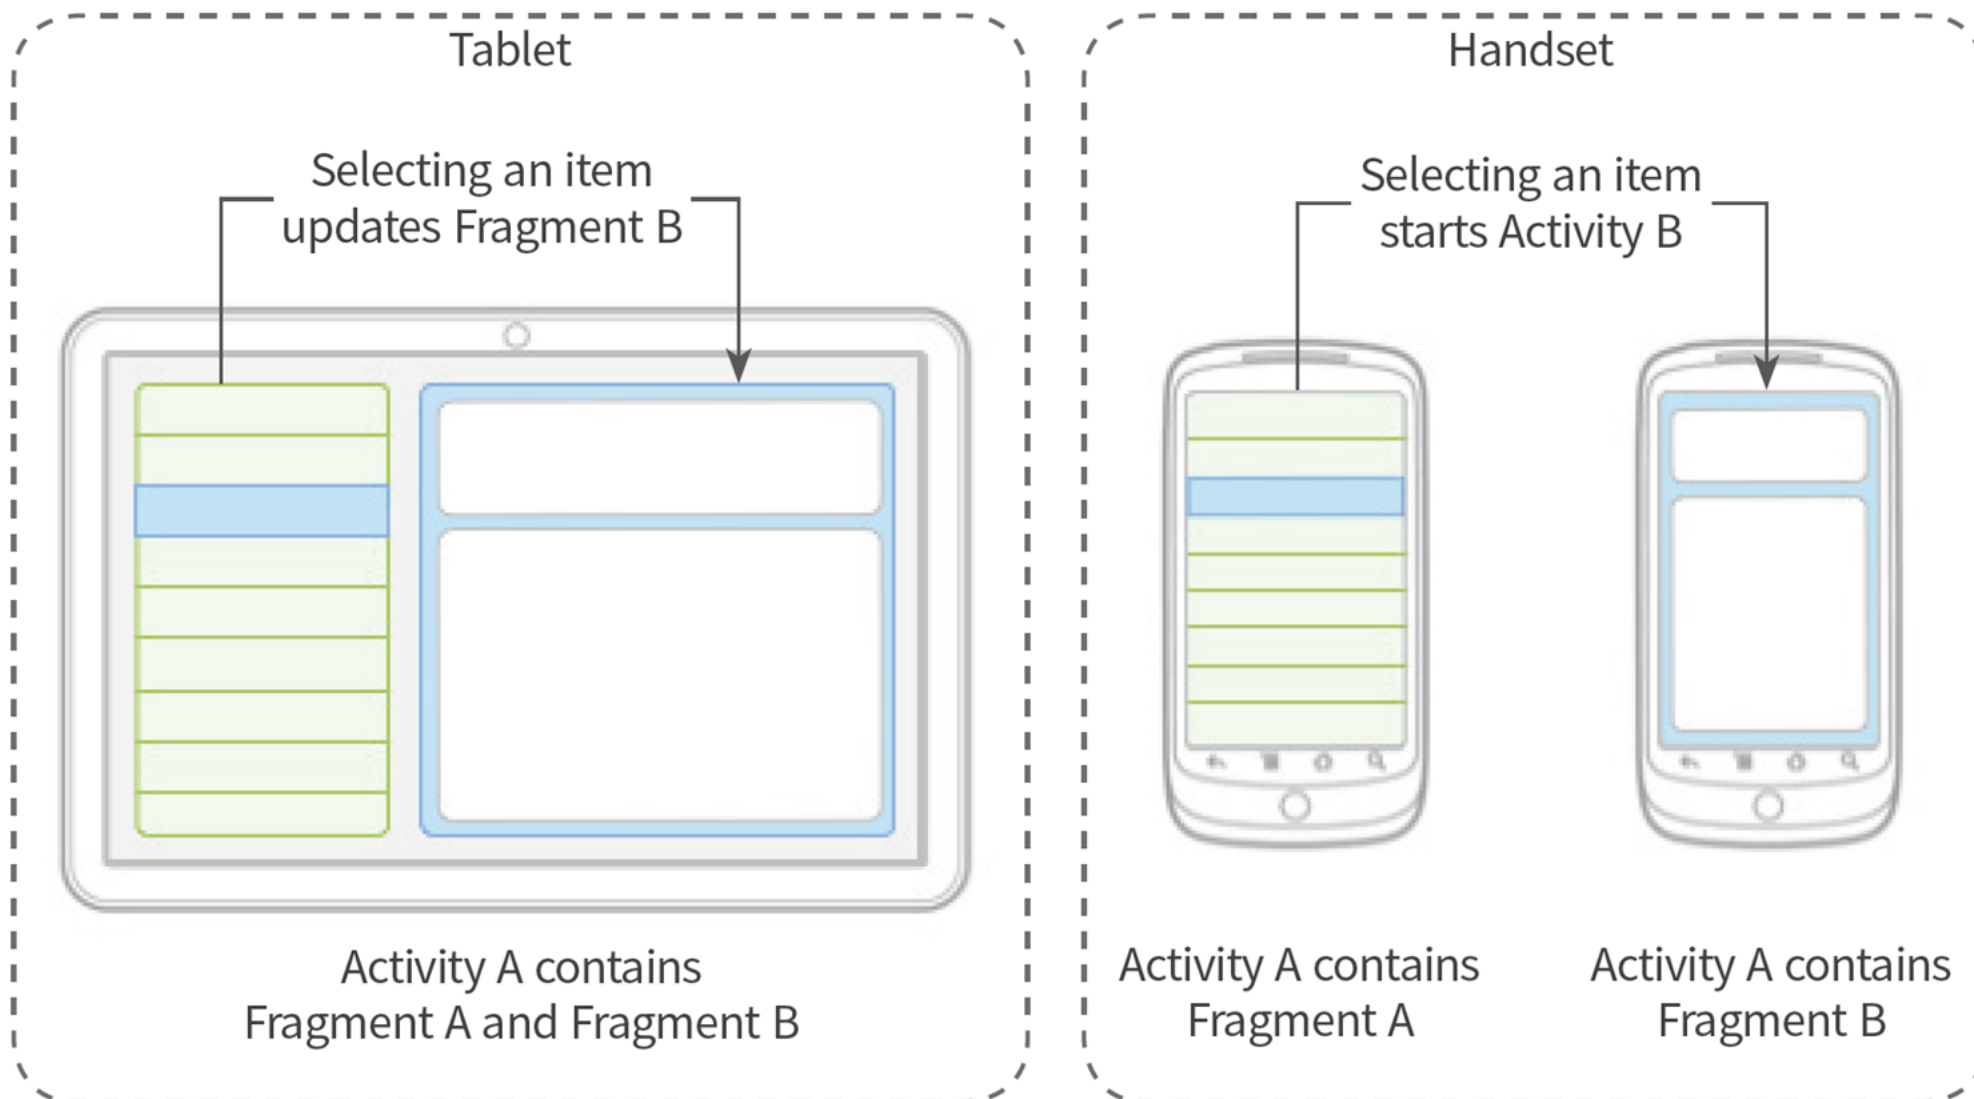 Tablet
Selecting an item
updates Fragment B
Activity A contains
Fragment A and Fragment B
Handset
Selecting an item
starts Activity B
Activity A contains
Fragment A
Activity A contains
Fragment B